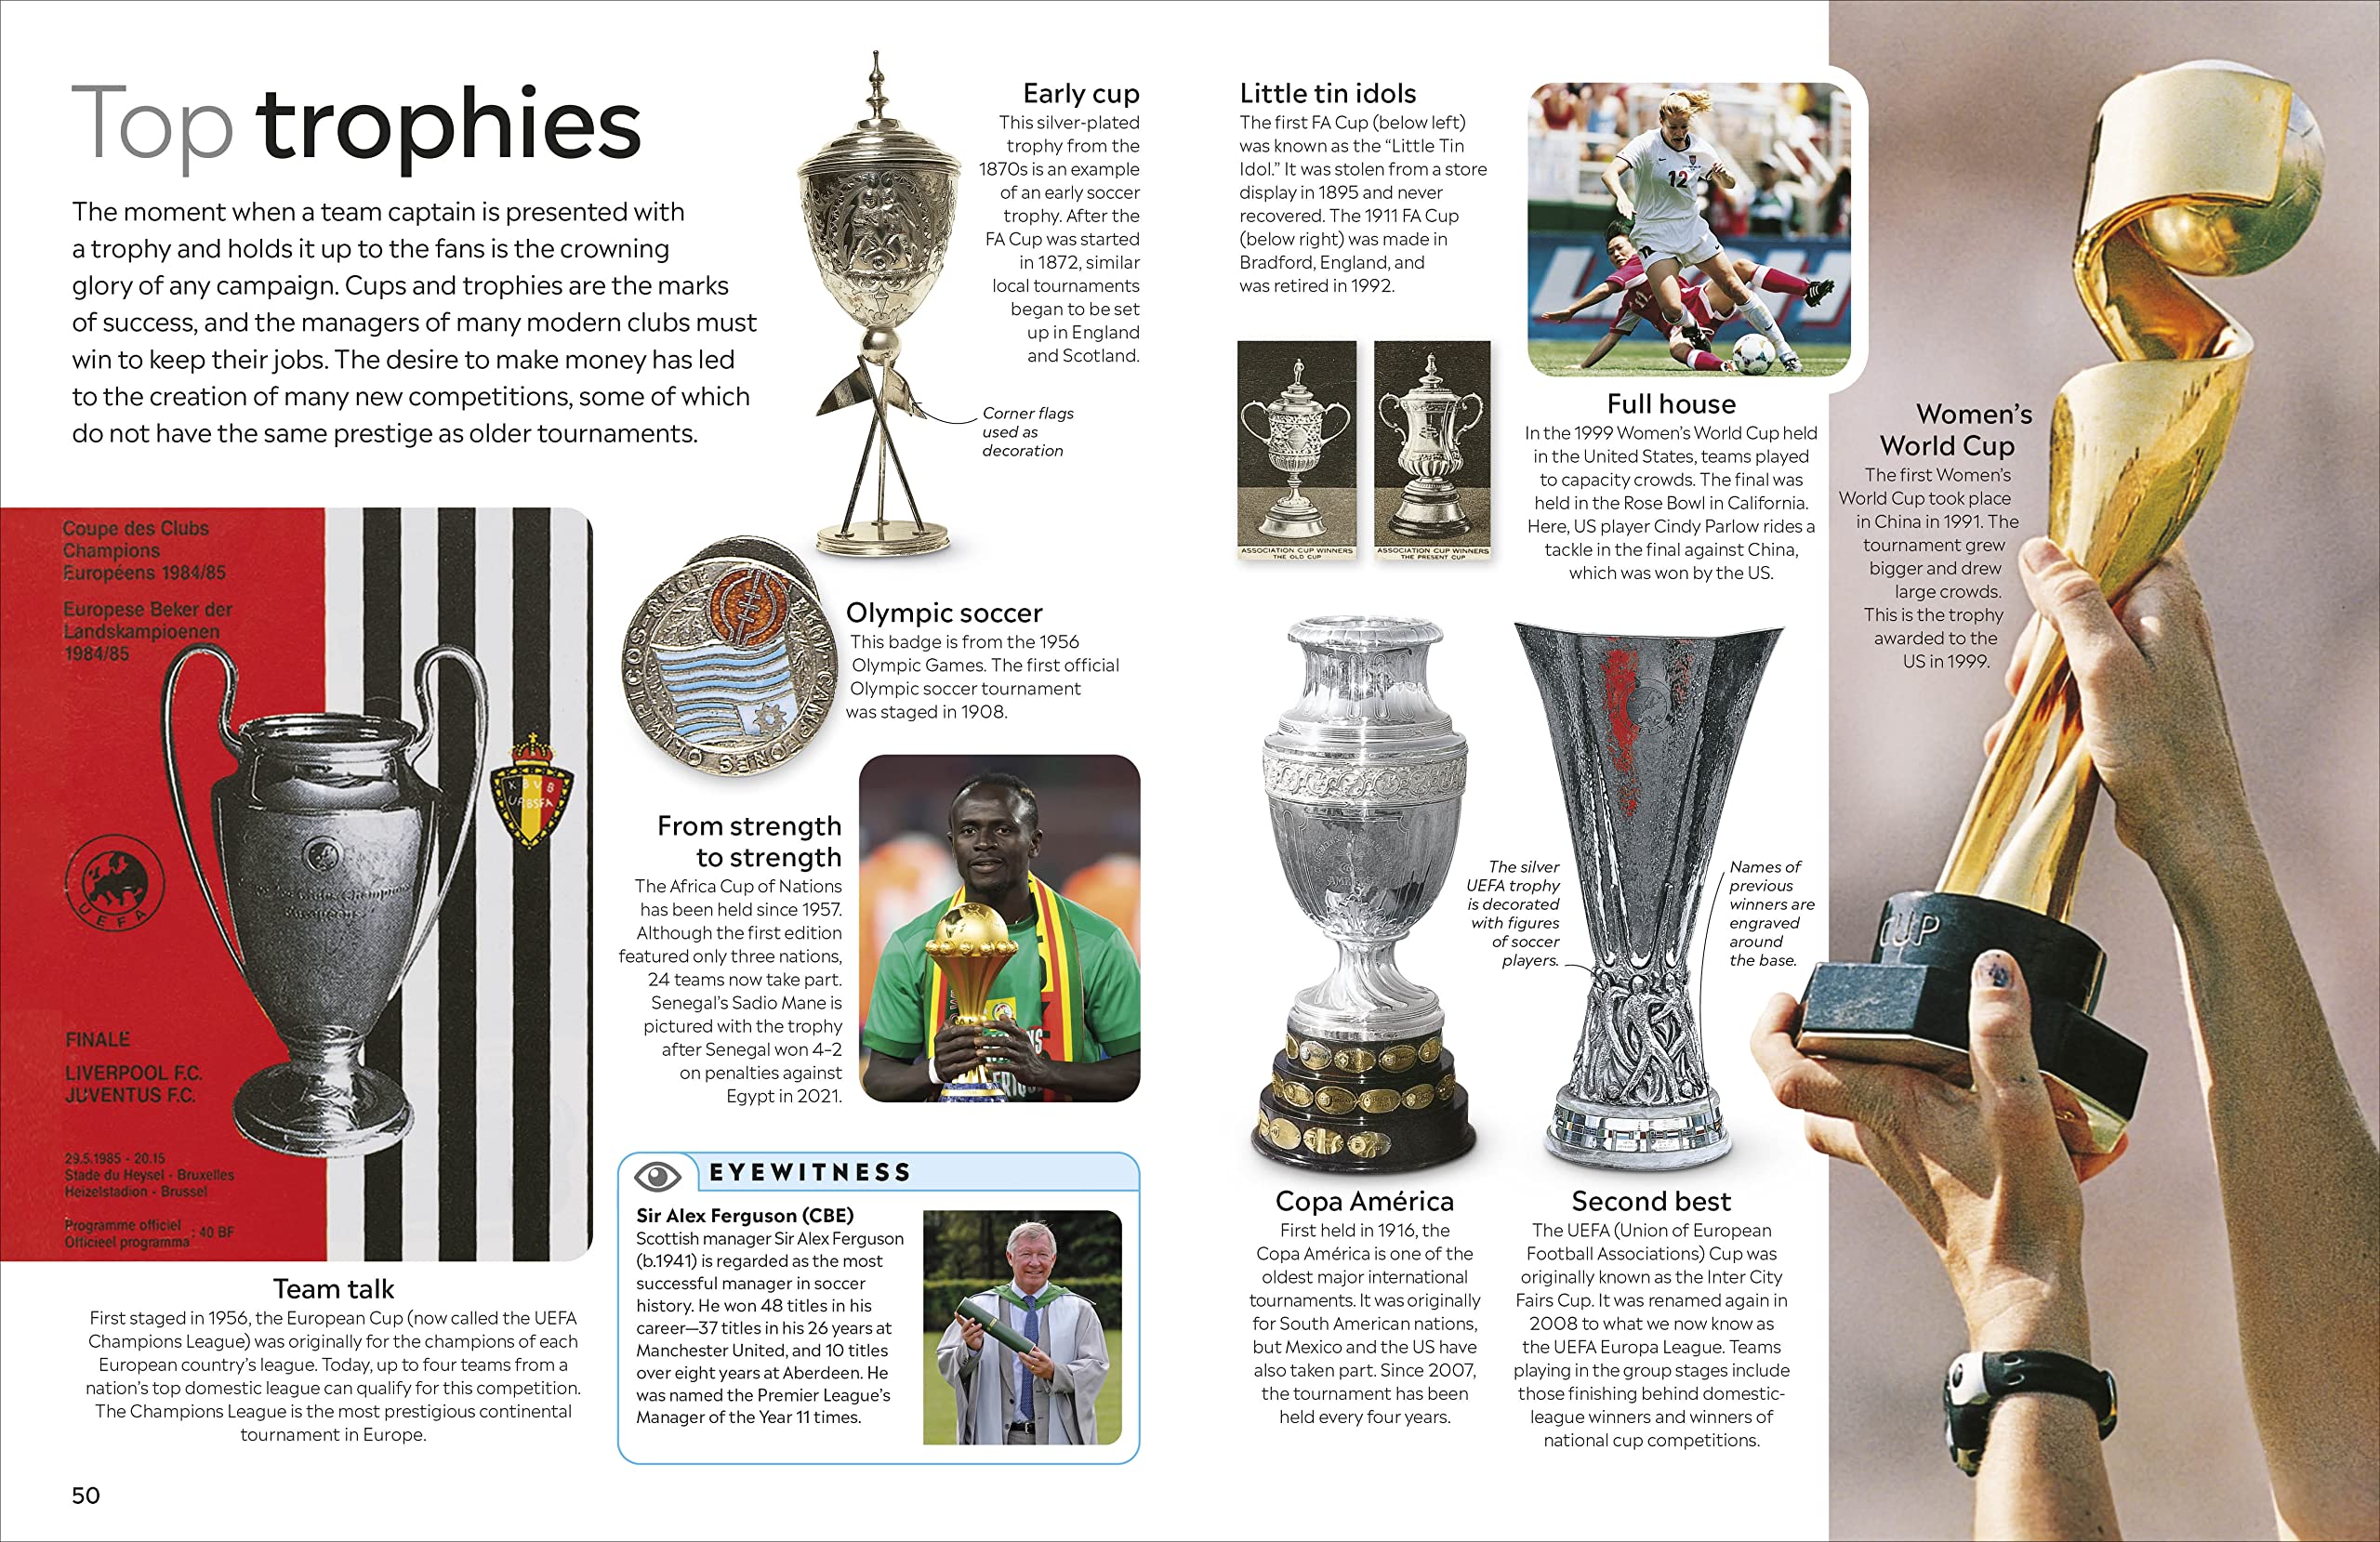 Top trophies
The moment when a team captain is presented with
a trophy and holds it up to the fans is the crowning
glory of any campaign. Cups and trophies are the marks
of success, and the managers of many modern clubs must
win to keep their jobs. The desire to make money has led
to the creation of many new competitions, some of which
do not have the same prestige as older tournaments.
Early cup
This silver-plated
trophy from the
1870s is an example
of an early soccer
trophy. After the
FA Cup was started
in 1872, similar
local tournaments
began to be set
up in England
and Scotland.
Corner flags
used as
decoration
Coupe des Clubs
Champions
Européens 1984/85
Europese Beker der
Landskampioenen
1984/85
UEFA
KBVB
URBSFA
FINALE
LIVERPOOL F.C.
JUVENTUS F.C.
29.5.1985 - 20.15
Stade du Heysel - Bruxelles
Heizelstadion - Brussel
Programme officiel
Officieel programma : 40 BF
Team talk
First staged in 1956, the European Cup (now called the UEFA
Champions League) was originally for the champions of each
European country's league. Today, up to four teams from a
nation's top domestic league can qualify for this competition.
The Champions League is the most prestigious continental
tournament in Europe.
50
OLIMPICOS
CAMPEONES
Olympic soccer
This badge is from the 1956
Olympic Games. The first official
Olympic soccer tournament
was staged in 1908.
From strength
to strength
The Africa Cup of Nations
has been held since 1957.
Although the first edition
featured only three nations,
24 teams now take part.
Senegal's Sadio Mane is
pictured with the trophy
after Senegal won 4–2
on penalties against
Egypt in 2021.
EYEWITNESS
Sir Alex Ferguson (CBE)
Scottish manager Sir Alex Ferguson
(b.1941) is regarded as the most
successful manager in soccer
history. He won 48 titles in his
career—37 titles in his 26 years at
Manchester United, and 10 titles
over eight years at Aberdeen. He
was named the Premier League's
Manager of the Year 11 times.
Little tin idols
The first FA Cup (below left)
was known as the “Little Tin
Idol.” It was stolen from a store
display in 1895 and never
recovered. The 1911 FA Cup
(below right) was made in
Bradford, England, and
was retired in 1992.
ASSOCIATION CUP WINNERS
THE OLD CUP
ASSOCIATION CUP WINNERS
THE PRESENT CUP
12
Full house
In the 1999 Women's World Cup held
in the United States, teams played
to capacity crowds. The final was
held in the Rose Bowl in California.
Here, US player Cindy Parlow rides a
tackle in the final against China,
which was won by the US.
Women's
World Cup
The first Women's
World Cup took place
in China in 1991. The
tournament grew
bigger and drew
large crowds.
This is the trophy
awarded to the
US in 1999.
CUP
The silver
UEFA trophy
is decorated
with figures
of soccer
players.
Names of
previous
winners are
engraved
around
the base.
Copa América
First held in 1916, the
Copa América is one of the
oldest major international
tournaments. It was originally
for South American nations,
but Mexico and the US have
also taken part. Since 2007,
the tournament has been
held every four years.
Second best
The UEFA (Union of European
Football Associations) Cup was
originally known as the Inter City
Fairs Cup. It was renamed again in
2008 to what we now know as
the UEFA Europa League. Teams
playing in the group stages include
those finishing behind domestic-
league winners and winners of
national cup competitions.